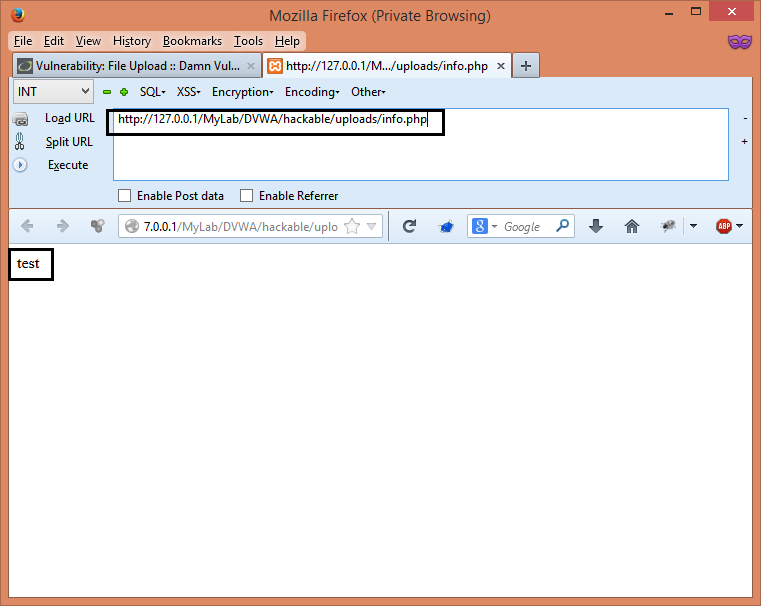 Mozilla Firefox (Private Browsing)
File Edit View History Bookmarks Tools Help
Vulnerability: File Upload :: Damn Vul... http://127.0.0.1/M.../uploads/info.php
INT SQL XSS Encryption Encoding Other
Load URL http://127.0.0.1/MyLab/DVWA/hackable/uploads/info.php
Split URL
Execute
Enable Post data Enable Referrer
7.0.0.1/MyLab/DVWA/hackable/uplo Google ABP
test